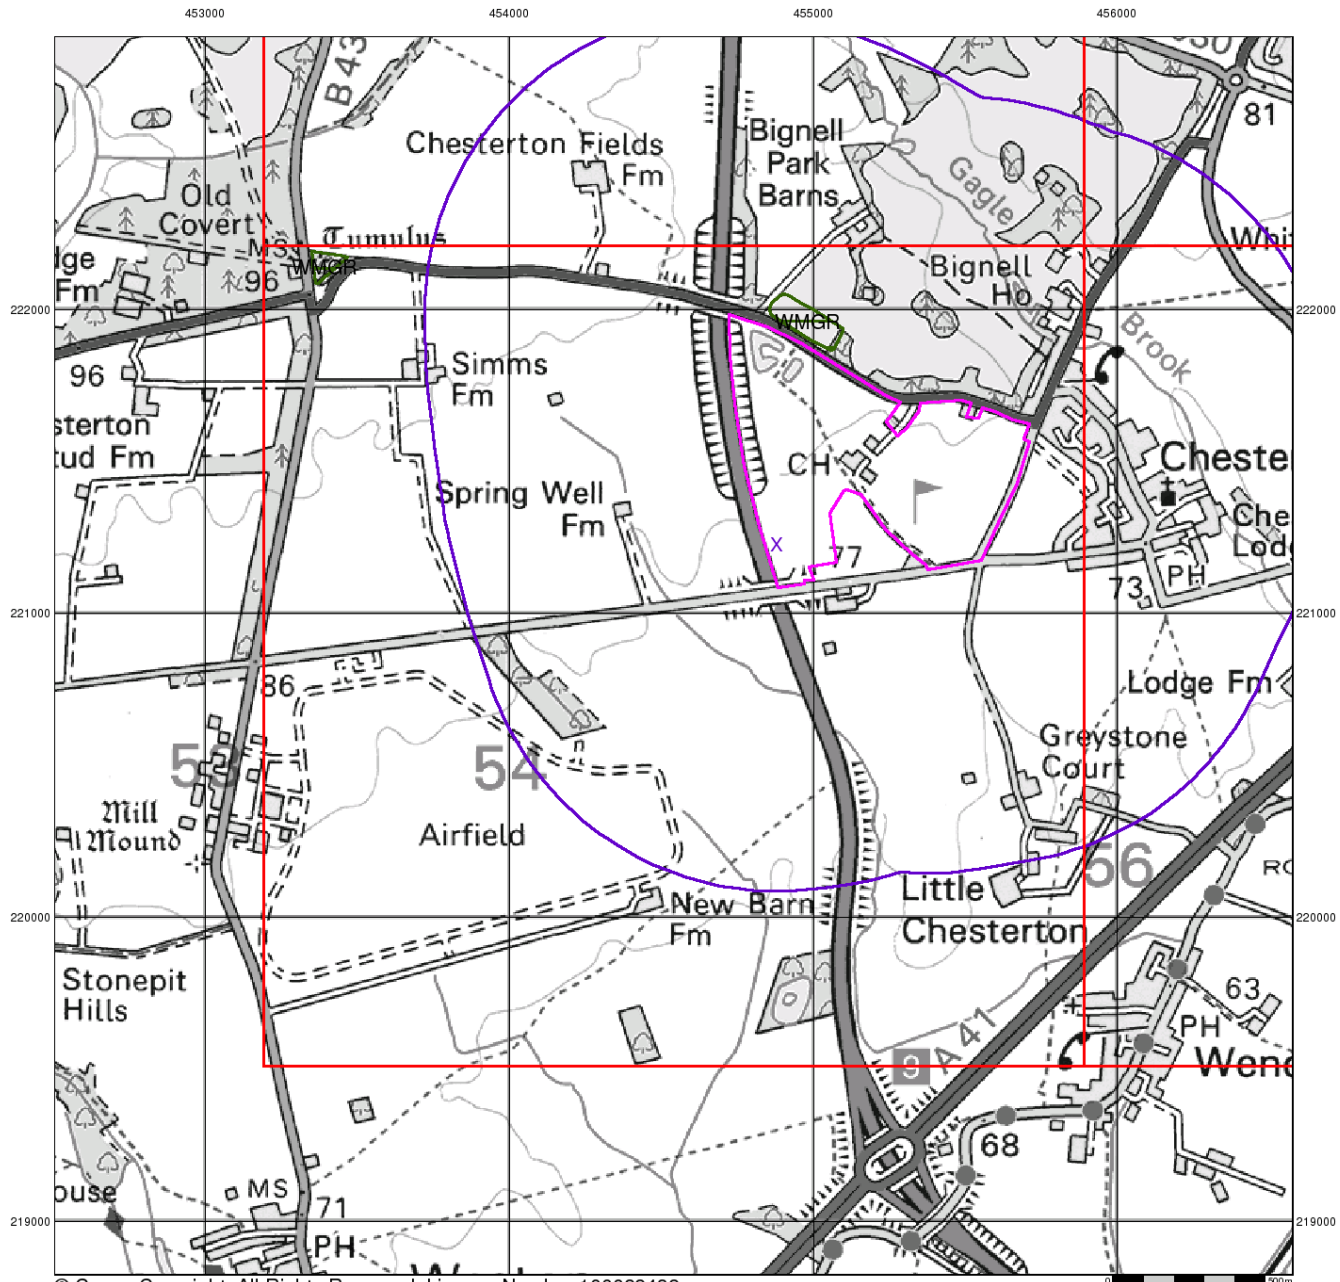 453000
454000
455000
456000
B43
81
Chesterton Fields
Fm
Bignell
Park
Barns
Gagle
Old
Covert
Tumulus
MS
WMGR
96
dge
Fm
Whi
Bignell
Ho
222000
222000
WMGR
Brook
Simms
Fm
96
sterton
tud Fm
CH
Cheste
Spring Well
Fm
Che
Lod
X
77
PH
73
221000
221000
86
Lodge Fm
53
54
Greystone
Court
Mill
Mound
Airfield
56
Little
Chesterton
New Barn
Fm
220000
220000
Stonepit
Hills
63
A 41
PH
9
Wend
68
ouse
MS
71
219000
219000
PH
0
500m